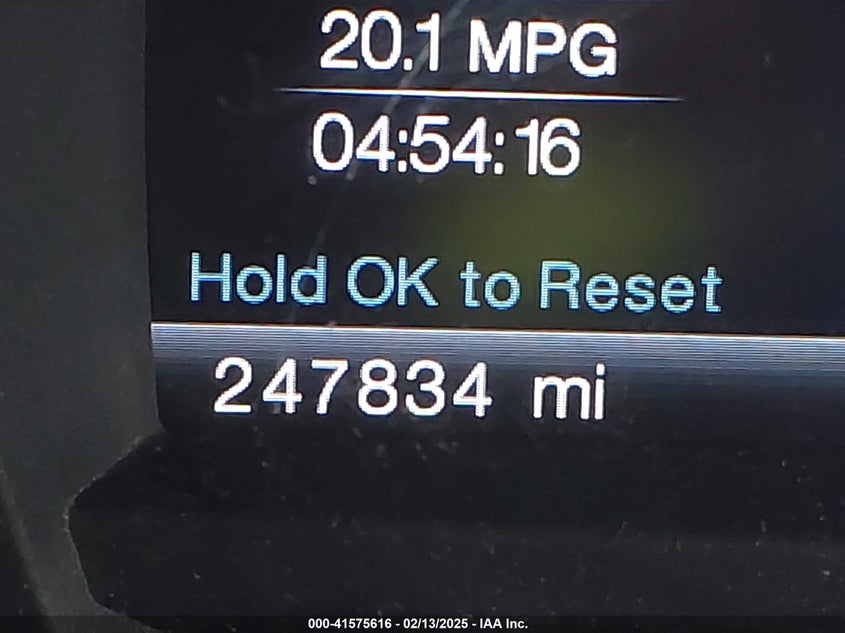 20.1 MPG
04:54:16
Hold OK to Reset
247834 mi
000-41575616 - 02/13/2025 - IAA Inc.